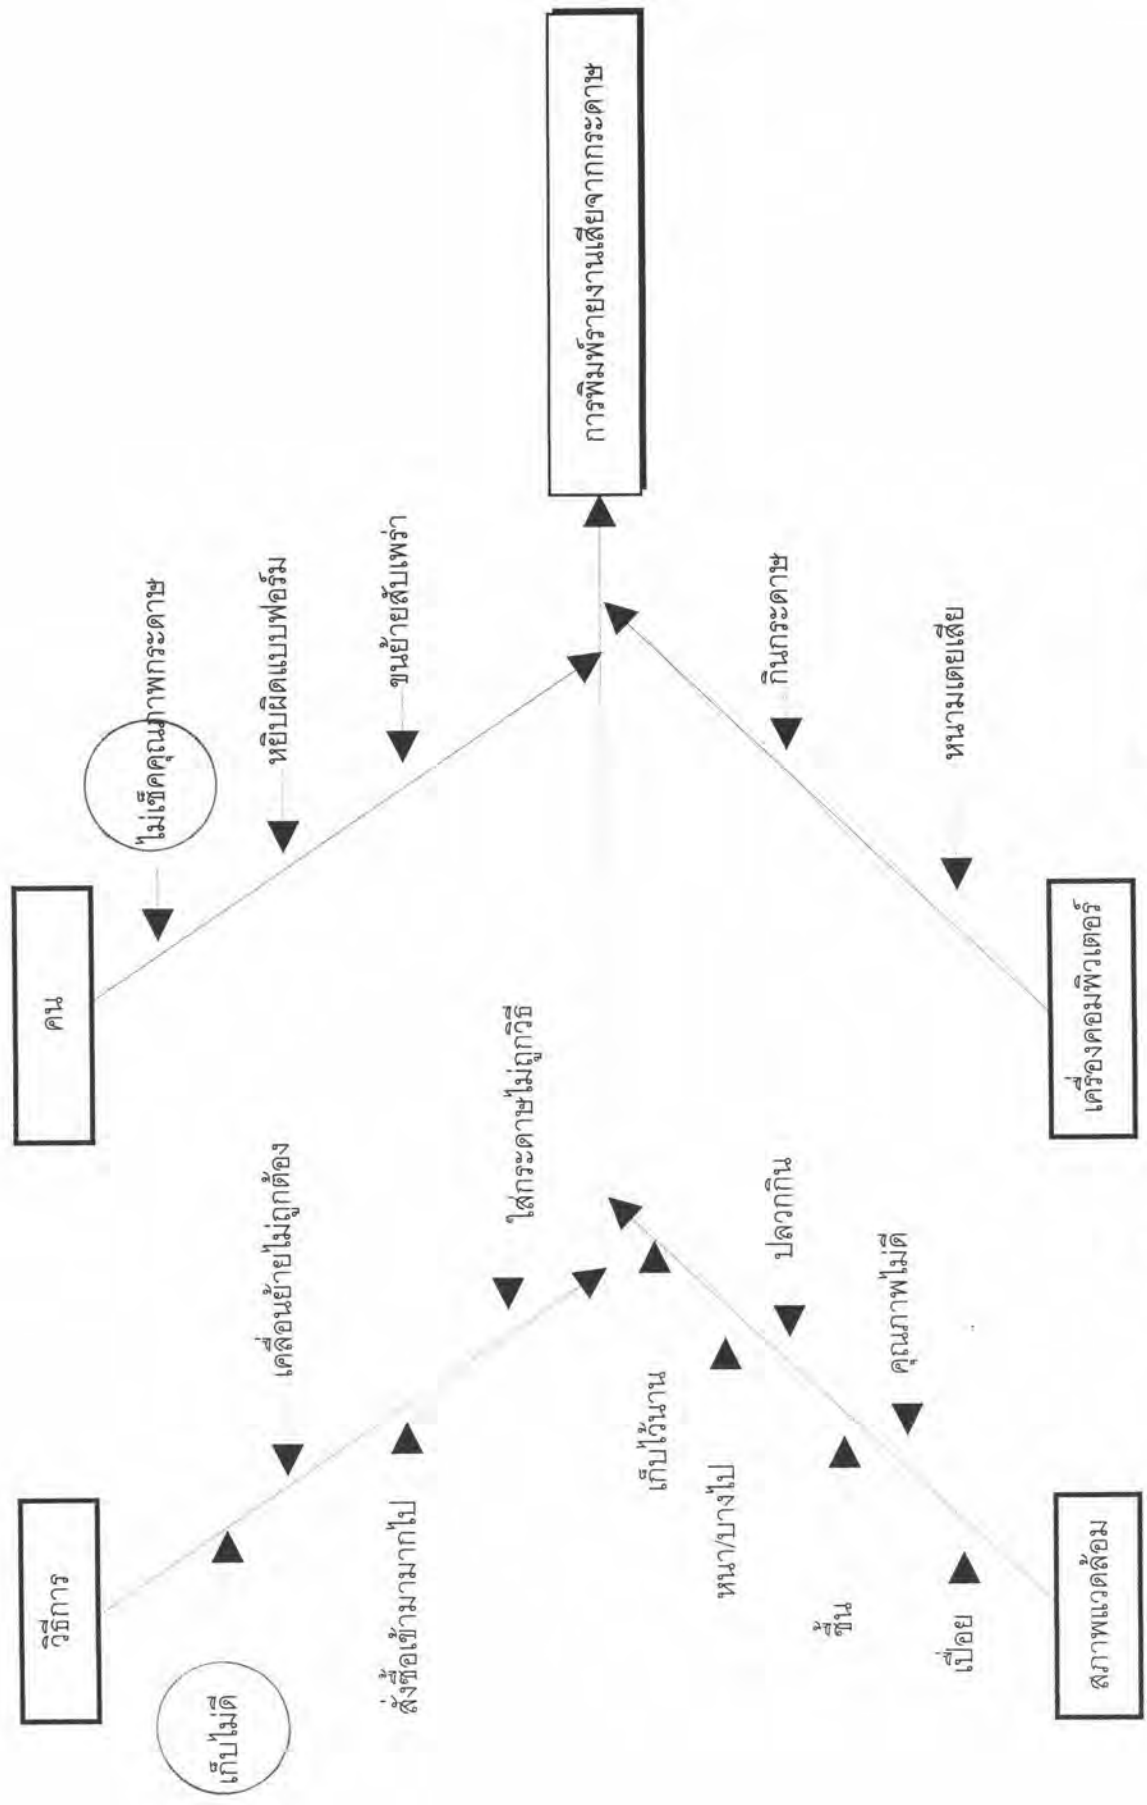 วิธีการ
คน
เก็บไม่ดี
ไม่เช็คคุณภาพกระดาษ
เคลื่อนย้ายไม่ถูกต้อง
หยิบผิดแบบฟอร์ม
สั่งซื้อเข้ามามากไป
ขนย้ายสับเพร่า
ใส่กระดาษไม่ถูกวิธี
การพิมพ์รายงานเสียจากกระดาษ
เก็บไว้นาน
หนา/บางไป
ปลวกกิน
กินกระดาษ
ชื้น
คุณภาพไม่ดี
หนามเตยเสีย
เปื่อย
สภาพแวดล้อม
เครื่องคอมพิวเตอร์